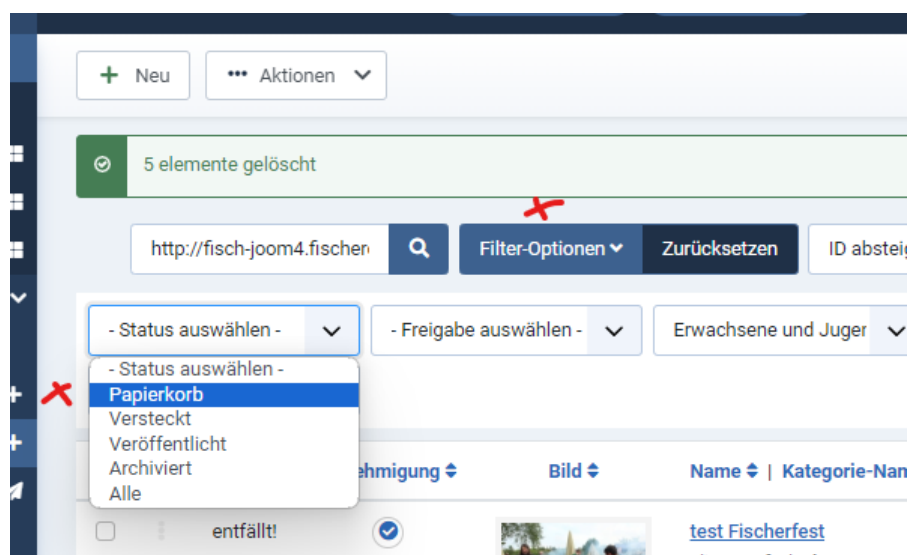 Neu
Aktionen
5 elemente gelöscht
http://fisch-joom4.fischer
Filter-Optionen
Zurücksetzen
ID abstei
- Status auswählen -
- Freigabe auswählen -
Erwachsene und Juger
- Status auswählen -
Papierkorb
Versteckt
Veröffentlicht
Archiviert
Alle
ehmigung
Bild
Name | Kategorie-Nam
entfällt!
test Fischerfest